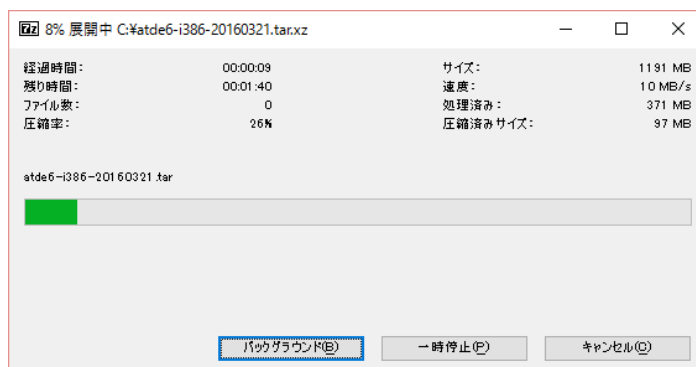 7z 8% 展開中 C:¥atde6-i386-20160321.tar.xz
経過時間: 00:00:09 サイズ: 1191 MB
残り時間: 00:01:40 速度: 10 MB/s
ファイル数: 0 処理済み: 371 MB
圧縮率: 26% 圧縮済みサイズ: 97 MB
atde6-i386-20160321.tar
バックグラウンド(B) 一時停止(P) キャンセル(C)